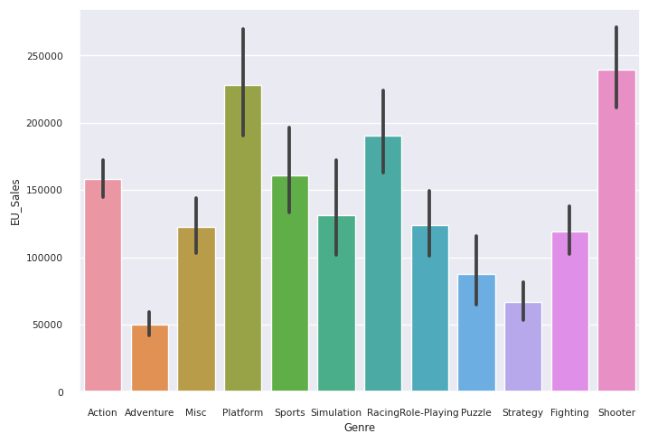 EU_Sales
250000
200000
150000
100000
50000
0
Action Adventure Misc Platform Sports Simulation Racing Role-Playing Puzzle Strategy Fighting Shooter
Genre